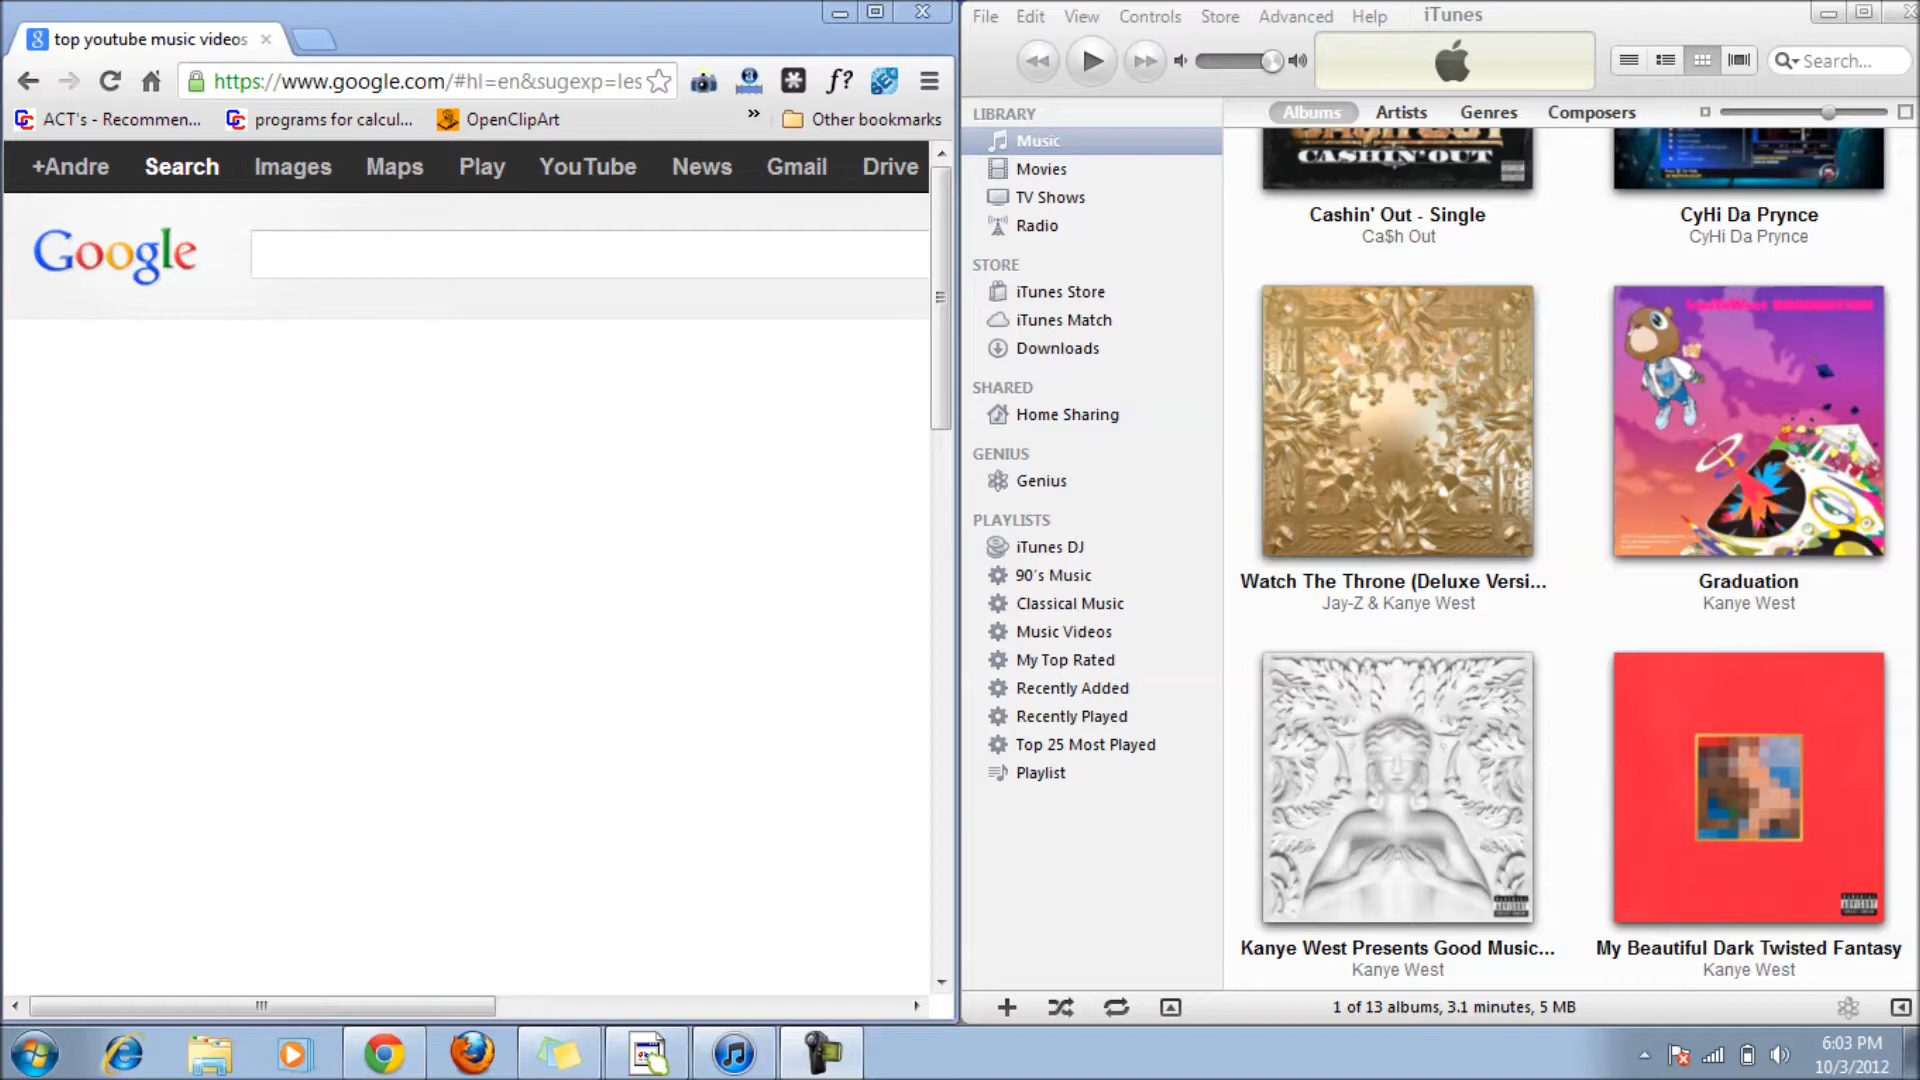 top youtube music videos
https://www.google.com/#hl=en&sugexp=les
f?
ACT's - Recommen...
programs for calcul...
OpenClipArt
»
Other bookmarks
+Andre Search Images Maps Play YouTube News Gmail Drive
Google
File Edit View Controls Store Advanced Help iTunes
Search...
LIBRARY
Music
Movies
TV Shows
Radio
STORE
iTunes Store
iTunes Match
Downloads
SHARED
Home Sharing
GENIUS
Genius
PLAYLISTS
iTunes DJ
90's Music
Classical Music
Music Videos
My Top Rated
Recently Added
Recently Played
Top 25 Most Played
Playlist
Albums Artists Genres Composers
CASHIN' OUT
Cashin' Out - Single
Ca$h Out
CyHi Da Prynce
CyHi Da Prynce
Watch The Throne (Deluxe Versi...
Jay-Z & Kanye West
Graduation
Kanye West
Kanye West Presents Good Music...
Kanye West
My Beautiful Dark Twisted Fantasy
Kanye West
1 of 13 albums, 3.1 minutes, 5 MB
6:03 PM
10/3/2012